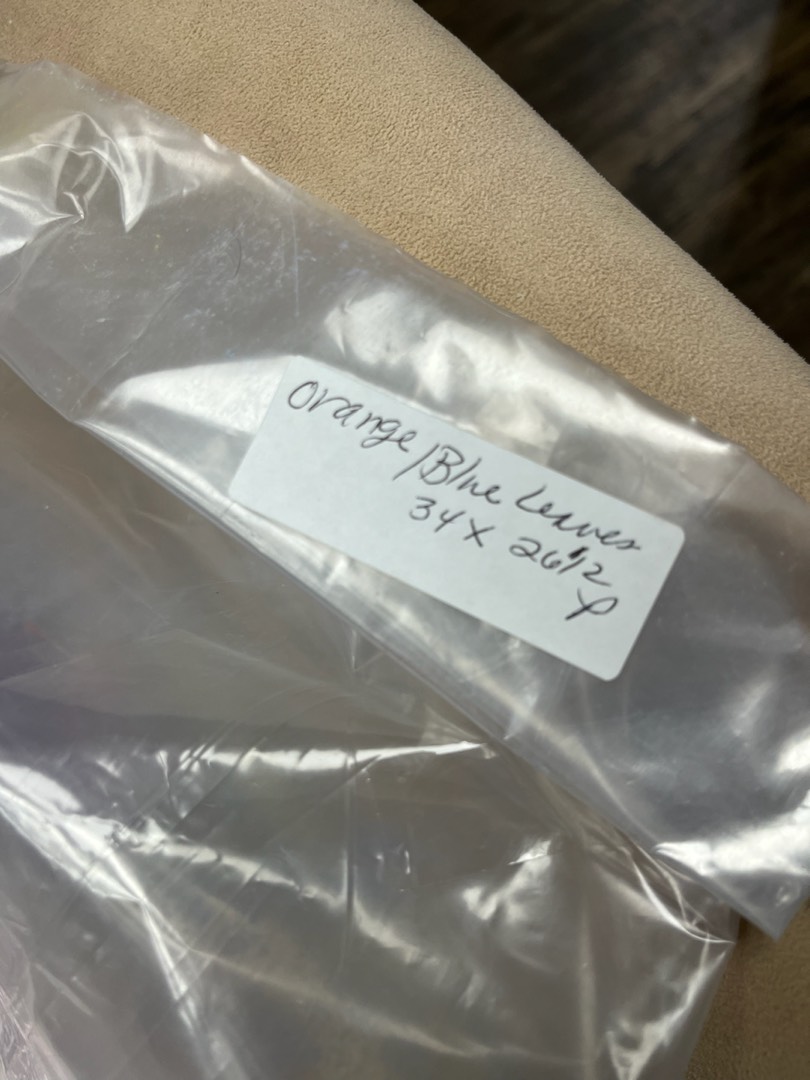 Orange/Blue Leaves
34 X 26 1/2